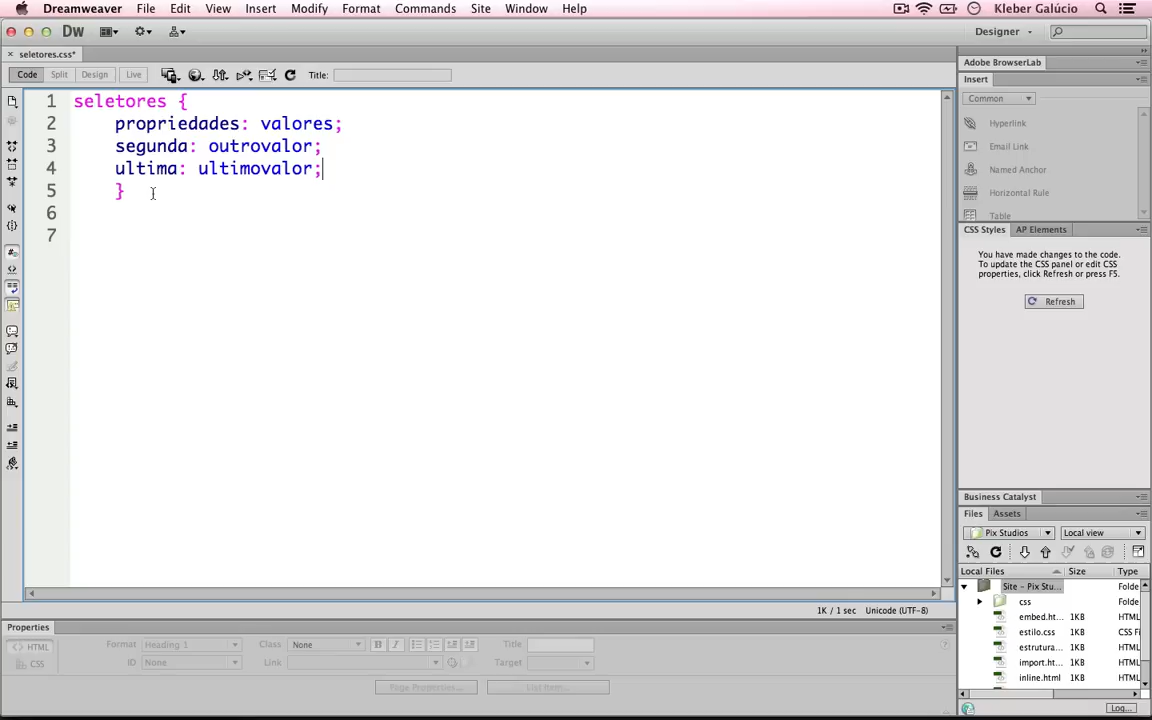 Dreamweaver File Edit View Insert Modify Format Commands Site Window Help Kleber Galúcio
Dw Designer
seletores.css*
Adobe BrowserLab
Code Split Design Live Title:
Insert
Common
1 seletores {
2 propriedades: valores;
3 segunda: outrovalor;
4 ultima: ultimovalor;
5 }
6
7
Hyperlink
Email Link
Named Anchor
Horizontal Rule
Table
CSS Styles AP Elements
You have made changes to the code.
To update the CSS panel or edit CSS
properties, click Refresh or press F5.
Refresh
Business Catalyst
Files Assets
Pix Studios Local view
Local Files Size Type
Site - Pix Stu... Folde
css Folde
embed.ht... 1KB HTML
estilo.css 1KB CSS Fi
estrutura... 1KB HTML
import.ht... 1KB HTML
inline.html 1KB HTML
Log...
1K / 1 sec Unicode (UTF-8)
Properties
HTML Format Heading 1 Class None B I Title
CSS ID None Link Target
Page Properties... List Item...